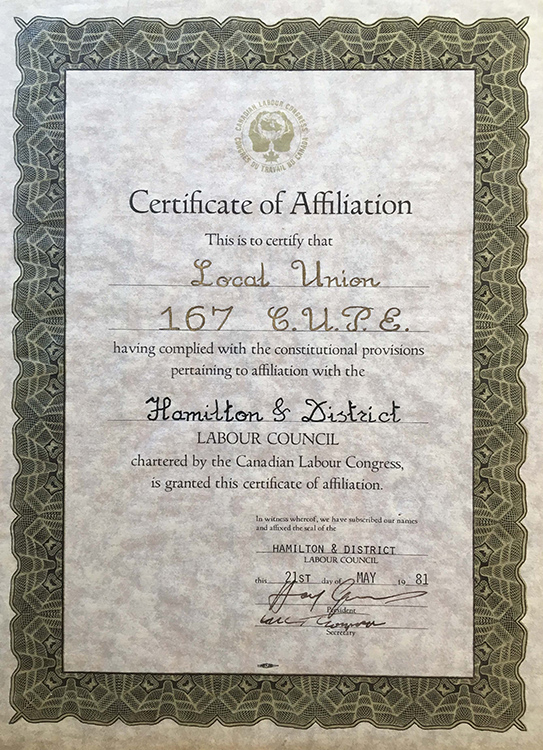 CANADIAN LABOUR CONGRESS
CONGRÈS DU TRAVAIL DU CANADA
Certificate of Affiliation
This is to certify that
Local Union
167 C.U.P.E.
having complied with the constitutional provisions
pertaining to affiliation with the
Hamilton & District
LABOUR COUNCIL
chartered by the Canadian Labour Congress,
is granted this certificate of affiliation.
In witness whereof, we have subscribed our names
and affixed the seal of the
HAMILTON & DISTRICT
LABOUR COUNCIL
this 21ST day of MAY 19 81
President
Secretary